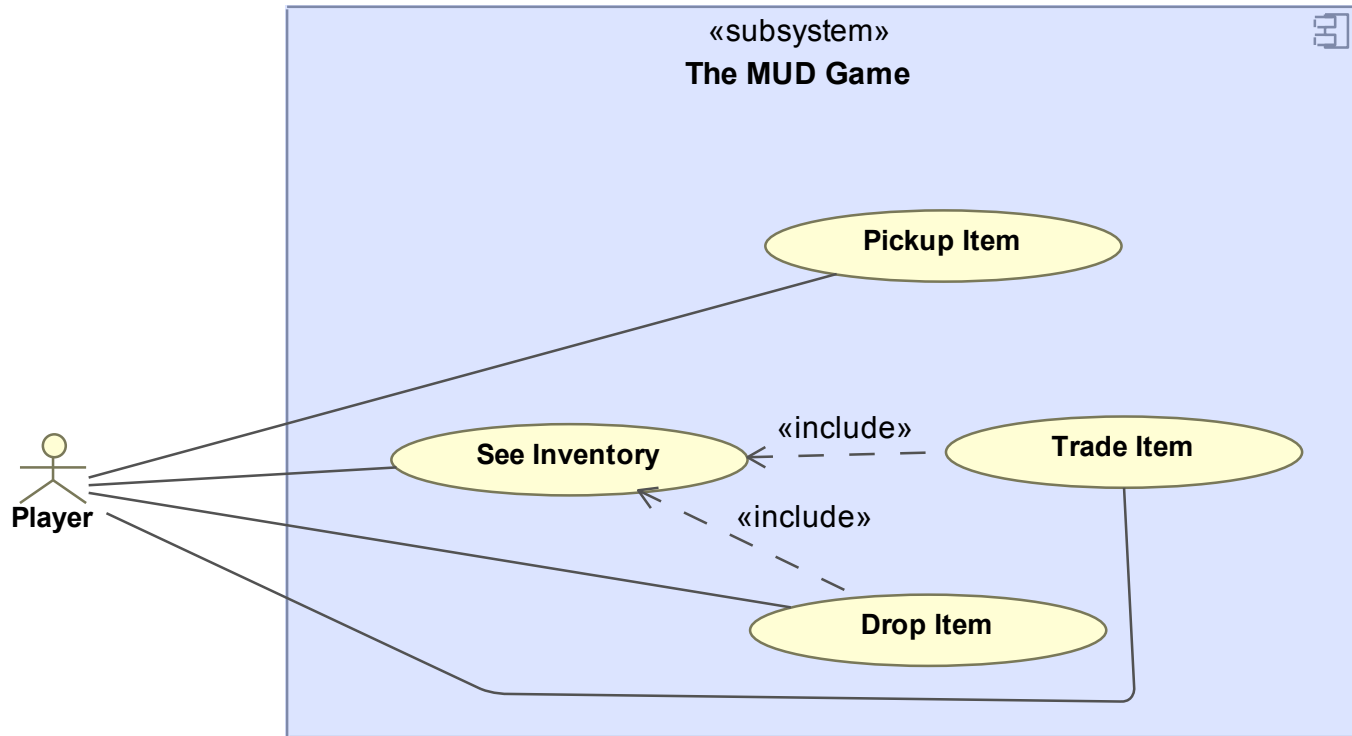 «subsystem»
The MUD Game
Pickup Item
«include»
See Inventory
Trade Item
Player
«include»
Drop Item